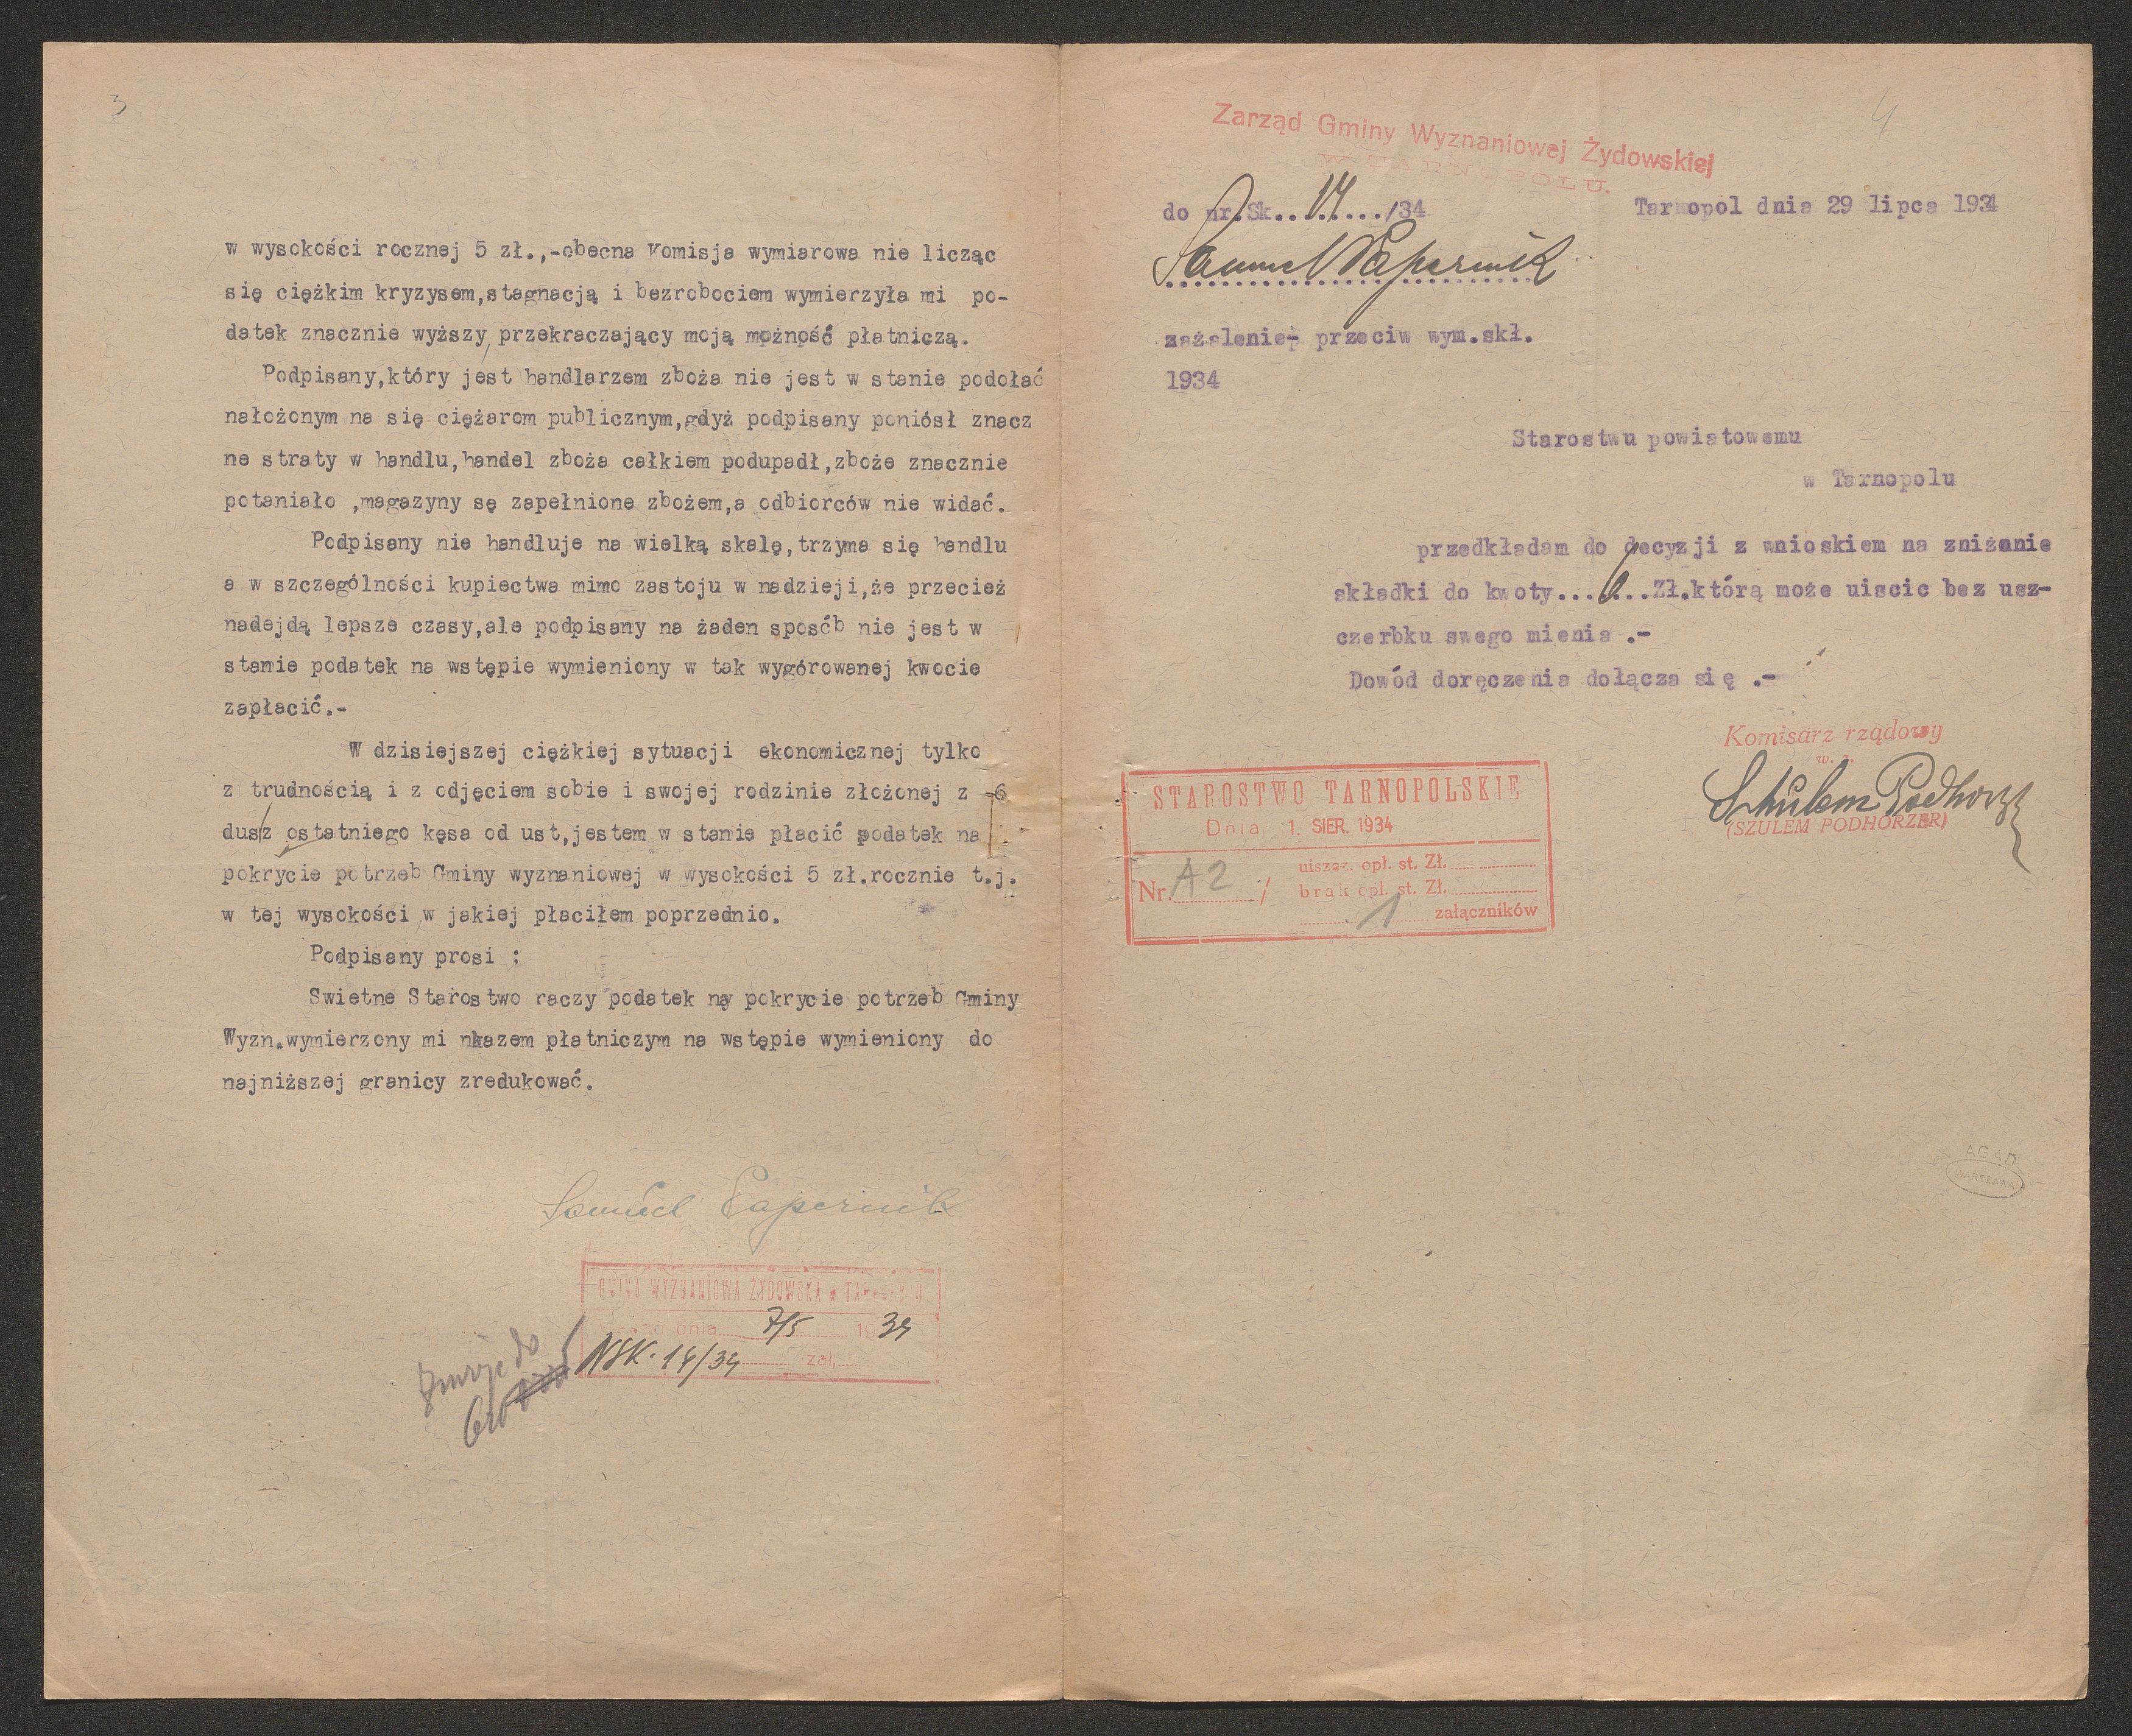 3
w wysokości rocznej 5 zł.,-obecna Komisja wymiarowa nie licząc
się ciężkim kryzysem,stagnacją i bezrobociem wymierzyła mi po-
datek znacznie wyższy przekraczający moją możność płatniczą.
Podpisany,który jest handlarzem zboża nie jest w stanie podołać
nałożonym na się ciężarom publicznym,gdyż podpisany poniósł znacz
ne straty w handlu,handel zboża całkiem podupadł,zboże znacznie
potaniało ,magazyny sę zapełnione zbożem,a odbiorców nie widać.
Podpisany nie handluje na wielką skalę,trzyma się handlu
a w szczególności kupiectwa mimo zastoju w nadzieji,że przecież
nadejdą lepsze czasy,ale podpisany na żaden sposób nie jest w
stanie podatek na wstępie wymieniony w tak wygórowanej kwocie
zapłacić.-
W dzisiejszej ciężkiej sytuacji ekonomicznej tylko
z trudnością i z odjęciem sobie i swojej rodzinie złożonej z 6
dusz ostatniego kęsa od ust,jestem w stanie płacić podatek na
pokrycie potrzeb Gminy wyznaniowej w wysokości 5 zł.rocznie t.j.
w tej wysokości w jakiej płaciłem poprzednio.
Podpisany prosi :
Swietne Starostwo raczy podatek na pokrycie potrzeb Gminy
Wyzn.wymierzony mi nkazem płatniczym na wstępie wymieniony do
najniższej granicy zredukować.
Samuel Papernik
GMINA WYZNANIOWA ŻYDOWSKA w
dnia 7/5 1934
NSK. 14/34 zał.
4
Zarząd Gminy Wyznaniowej Żydowskiej
W TARNOPOLU.
do nr.Sk..14..../34
Tarnopol dnia 29 lipca 1934
Samuel Papernik
zażalenie przeciw wym.skł.
1934
Starostwu powiatowemu
w Tarnopolu
przedkładam do decyzji z wnioskiem na zniżenie
składki do kwoty...6...Zł.którą może uiscic bez usz-
czerbku swego mienia .-
Dowód doręczenia dołącza się .-
Komisarz rządowy
Schulem Podhorzer
(SZULEM PODHORZER)
STAROSTWO TARNOPOLSKIE
Dnia 1. SIER. 1934
Nr. A2 /
uiszcz. opł. st. Zł.
brak opł. st. Zł.
1 załączników
AGAD
WARSZAWA